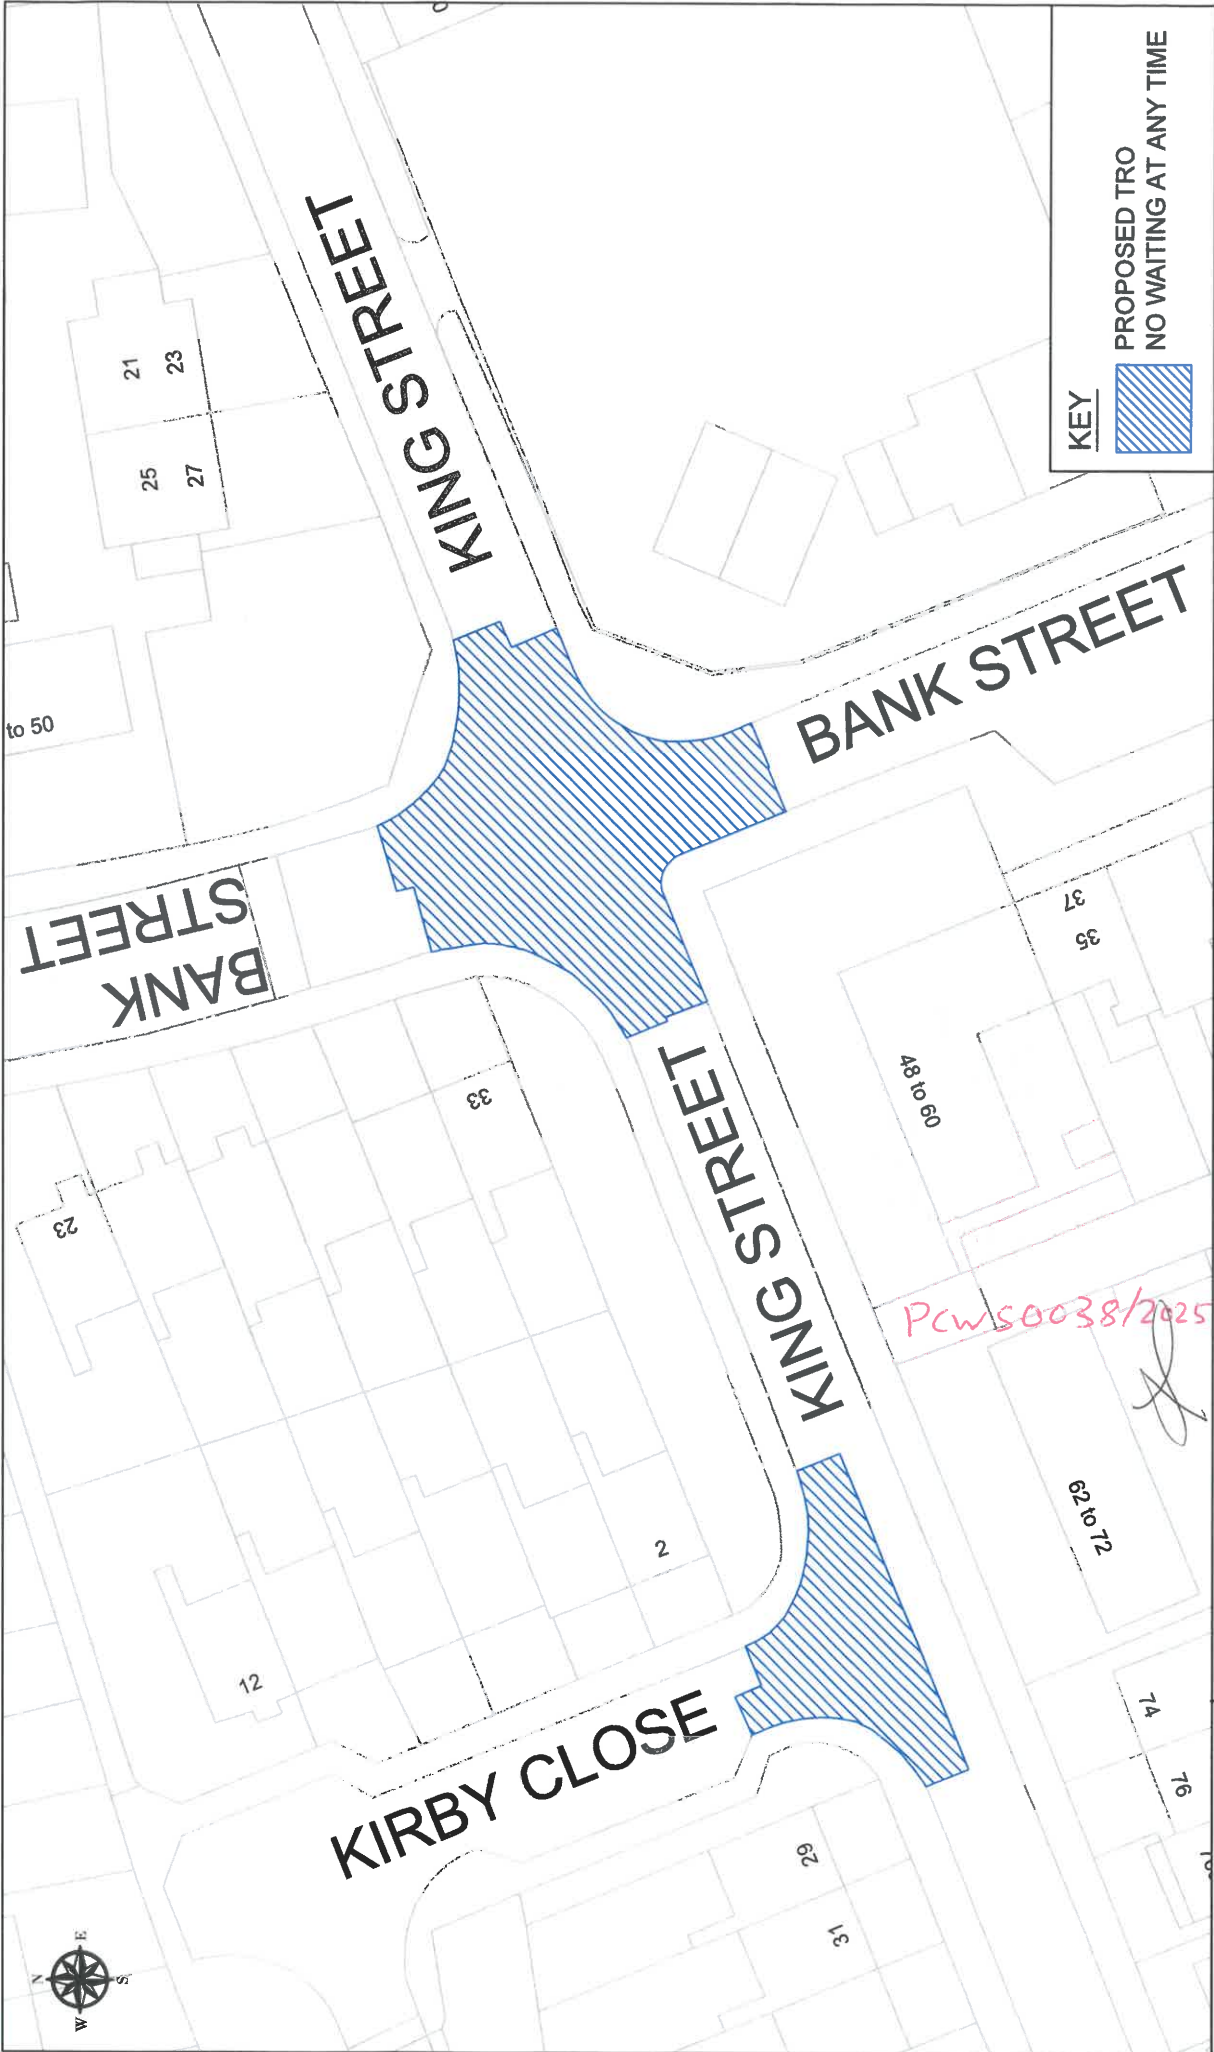 to 50
21
23
25
27
KING STREET
BANK
STREET
BANK STREET
33
23
KING STREET
48 to 60
35
37
PCWS0038/2025
62 to 72
2
12
KIRBY CLOSE
29
31
74
76
N
E
S
W
KEY
PROPOSED TRO
NO WAITING AT ANY TIME